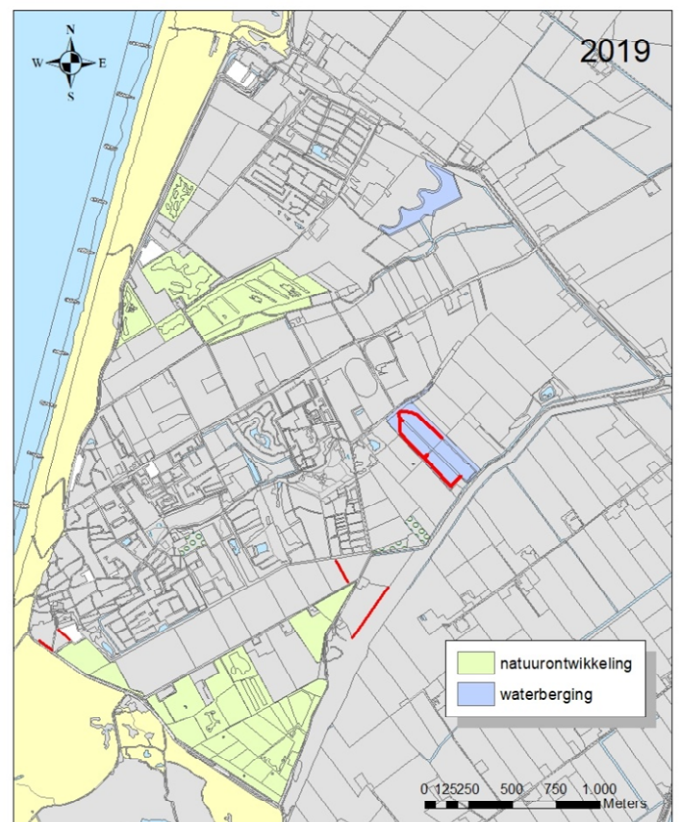 N
W E
S
2019
natuurontwikkeling
waterberging
0 125250 500 750 1.000
Meters